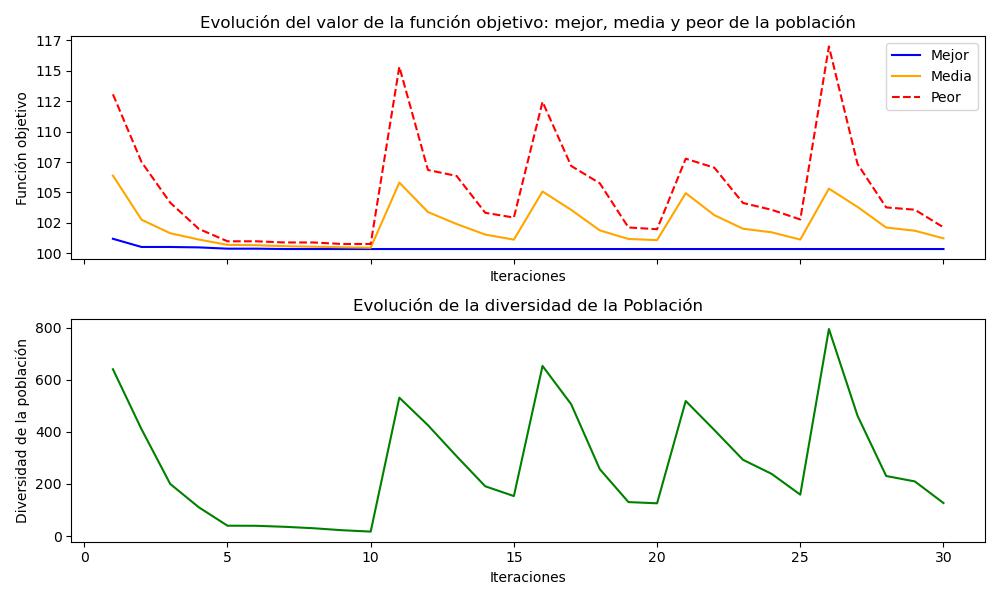 Evolución del valor de la función objetivo: mejor, media y peor de la población
117
115
112
110
107
105
102
100
Función objetivo
Mejor
Media
Peor
Iteraciones
Evolución de la diversidad de la Población
800
600
400
200
0
Diversidad de la población
0 5 10 15 20 25 30
Iteraciones